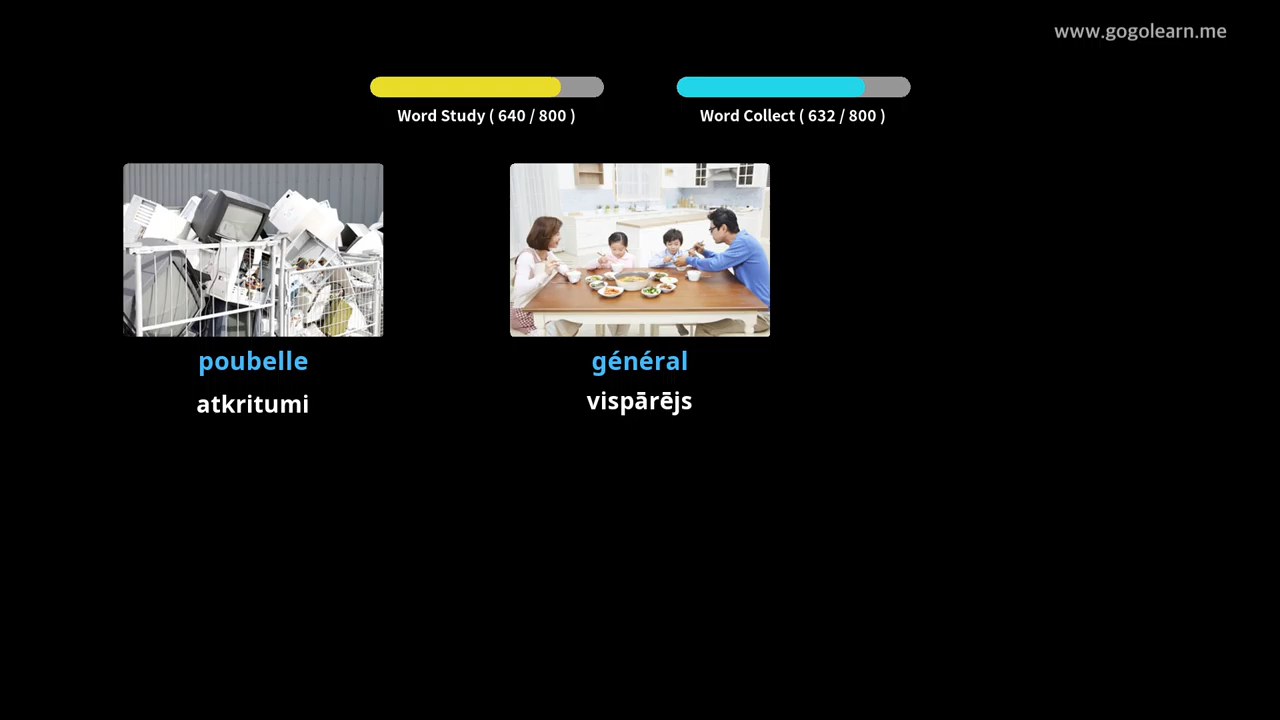 www.gogolearn.me
Word Study ( 640 / 800 )
Word Collect ( 632 / 800 )
poubelle
atkritumi
général
vispārējs